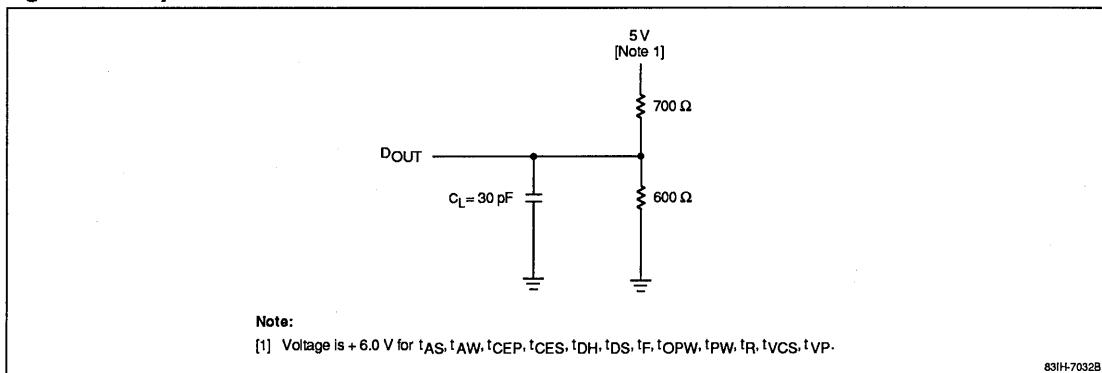 5 V
[Note 1]
700 Ω
DOUT
CL = 30 pF
600 Ω
Note:
[1] Voltage is + 6.0 V for tAS, tAW, tCEP, tCES, tDH, tDS, tF, tOPW, tPW, tR, tVCS, tVP.
83IH-7032B